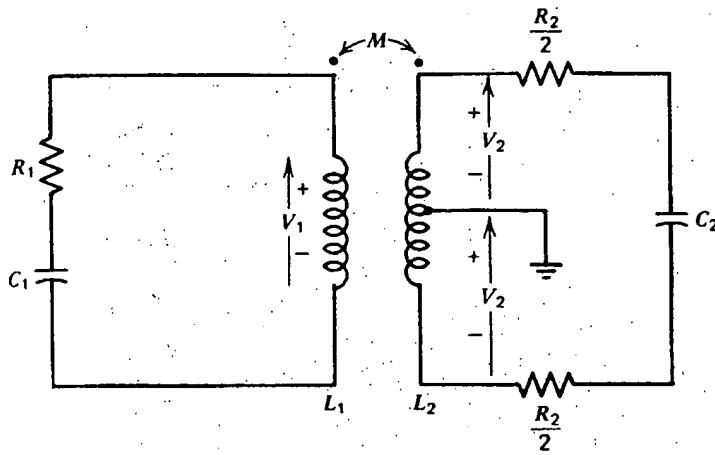 M
R₂
2
+
V₂
−
R₁
+
V₁
−
C₂
C₁
+
V₂
−
L₁ L₂
R₂
2